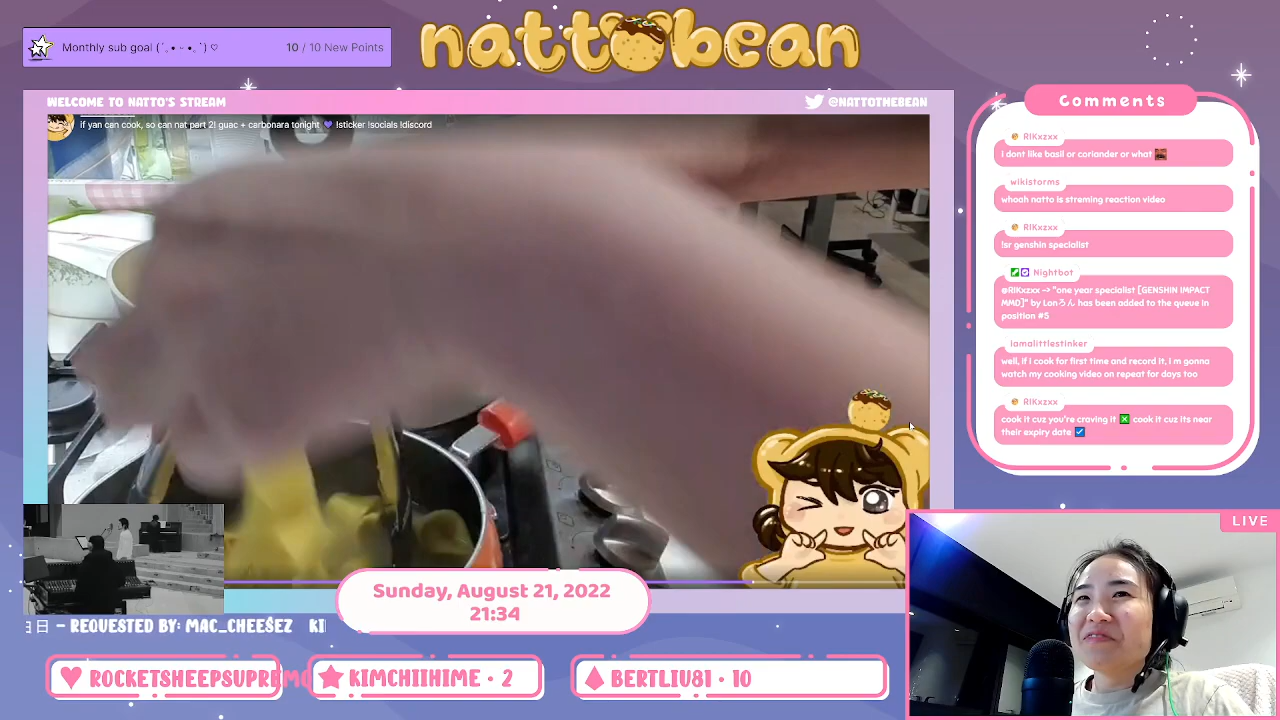 Monthly sub goal (´｡• ᵕ •｡`) ♡
10 / 10 New Points
nattobean
WELCOME TO NATTO'S STREAM
@NATTOTHEBEAN
if yan can cook, so can nat part 2! guac + carbonara tonight 💜 !sticker !socials !discord
Comments
RIKxzxx
i dont like basil or coriander or what
wikistorms
whoah natto is streming reaction video
RIKxzxx
!sr genshin specialist
Nightbot
@RIKxzxx -> "one year specialist [GENSHIN IMPACT
MMD]" by Lonろん has been added to the queue in
position #5
Iamalittlestinker
well, if I cook for first time and record it, I m gonna
watch my cooking video on repeat for days too
RIKxzxx
cook it cuz you're craving it ❎ cook it cuz its near
their expiry date ☑️
LIVE
Sunday, August 21, 2022
21:34
日 - REQUESTED BY: MAC_CHEESEZ KI
ROCKETSHEEPSUPREMO
KIMCHIIHIME · 2
BERTLIU81 · 10